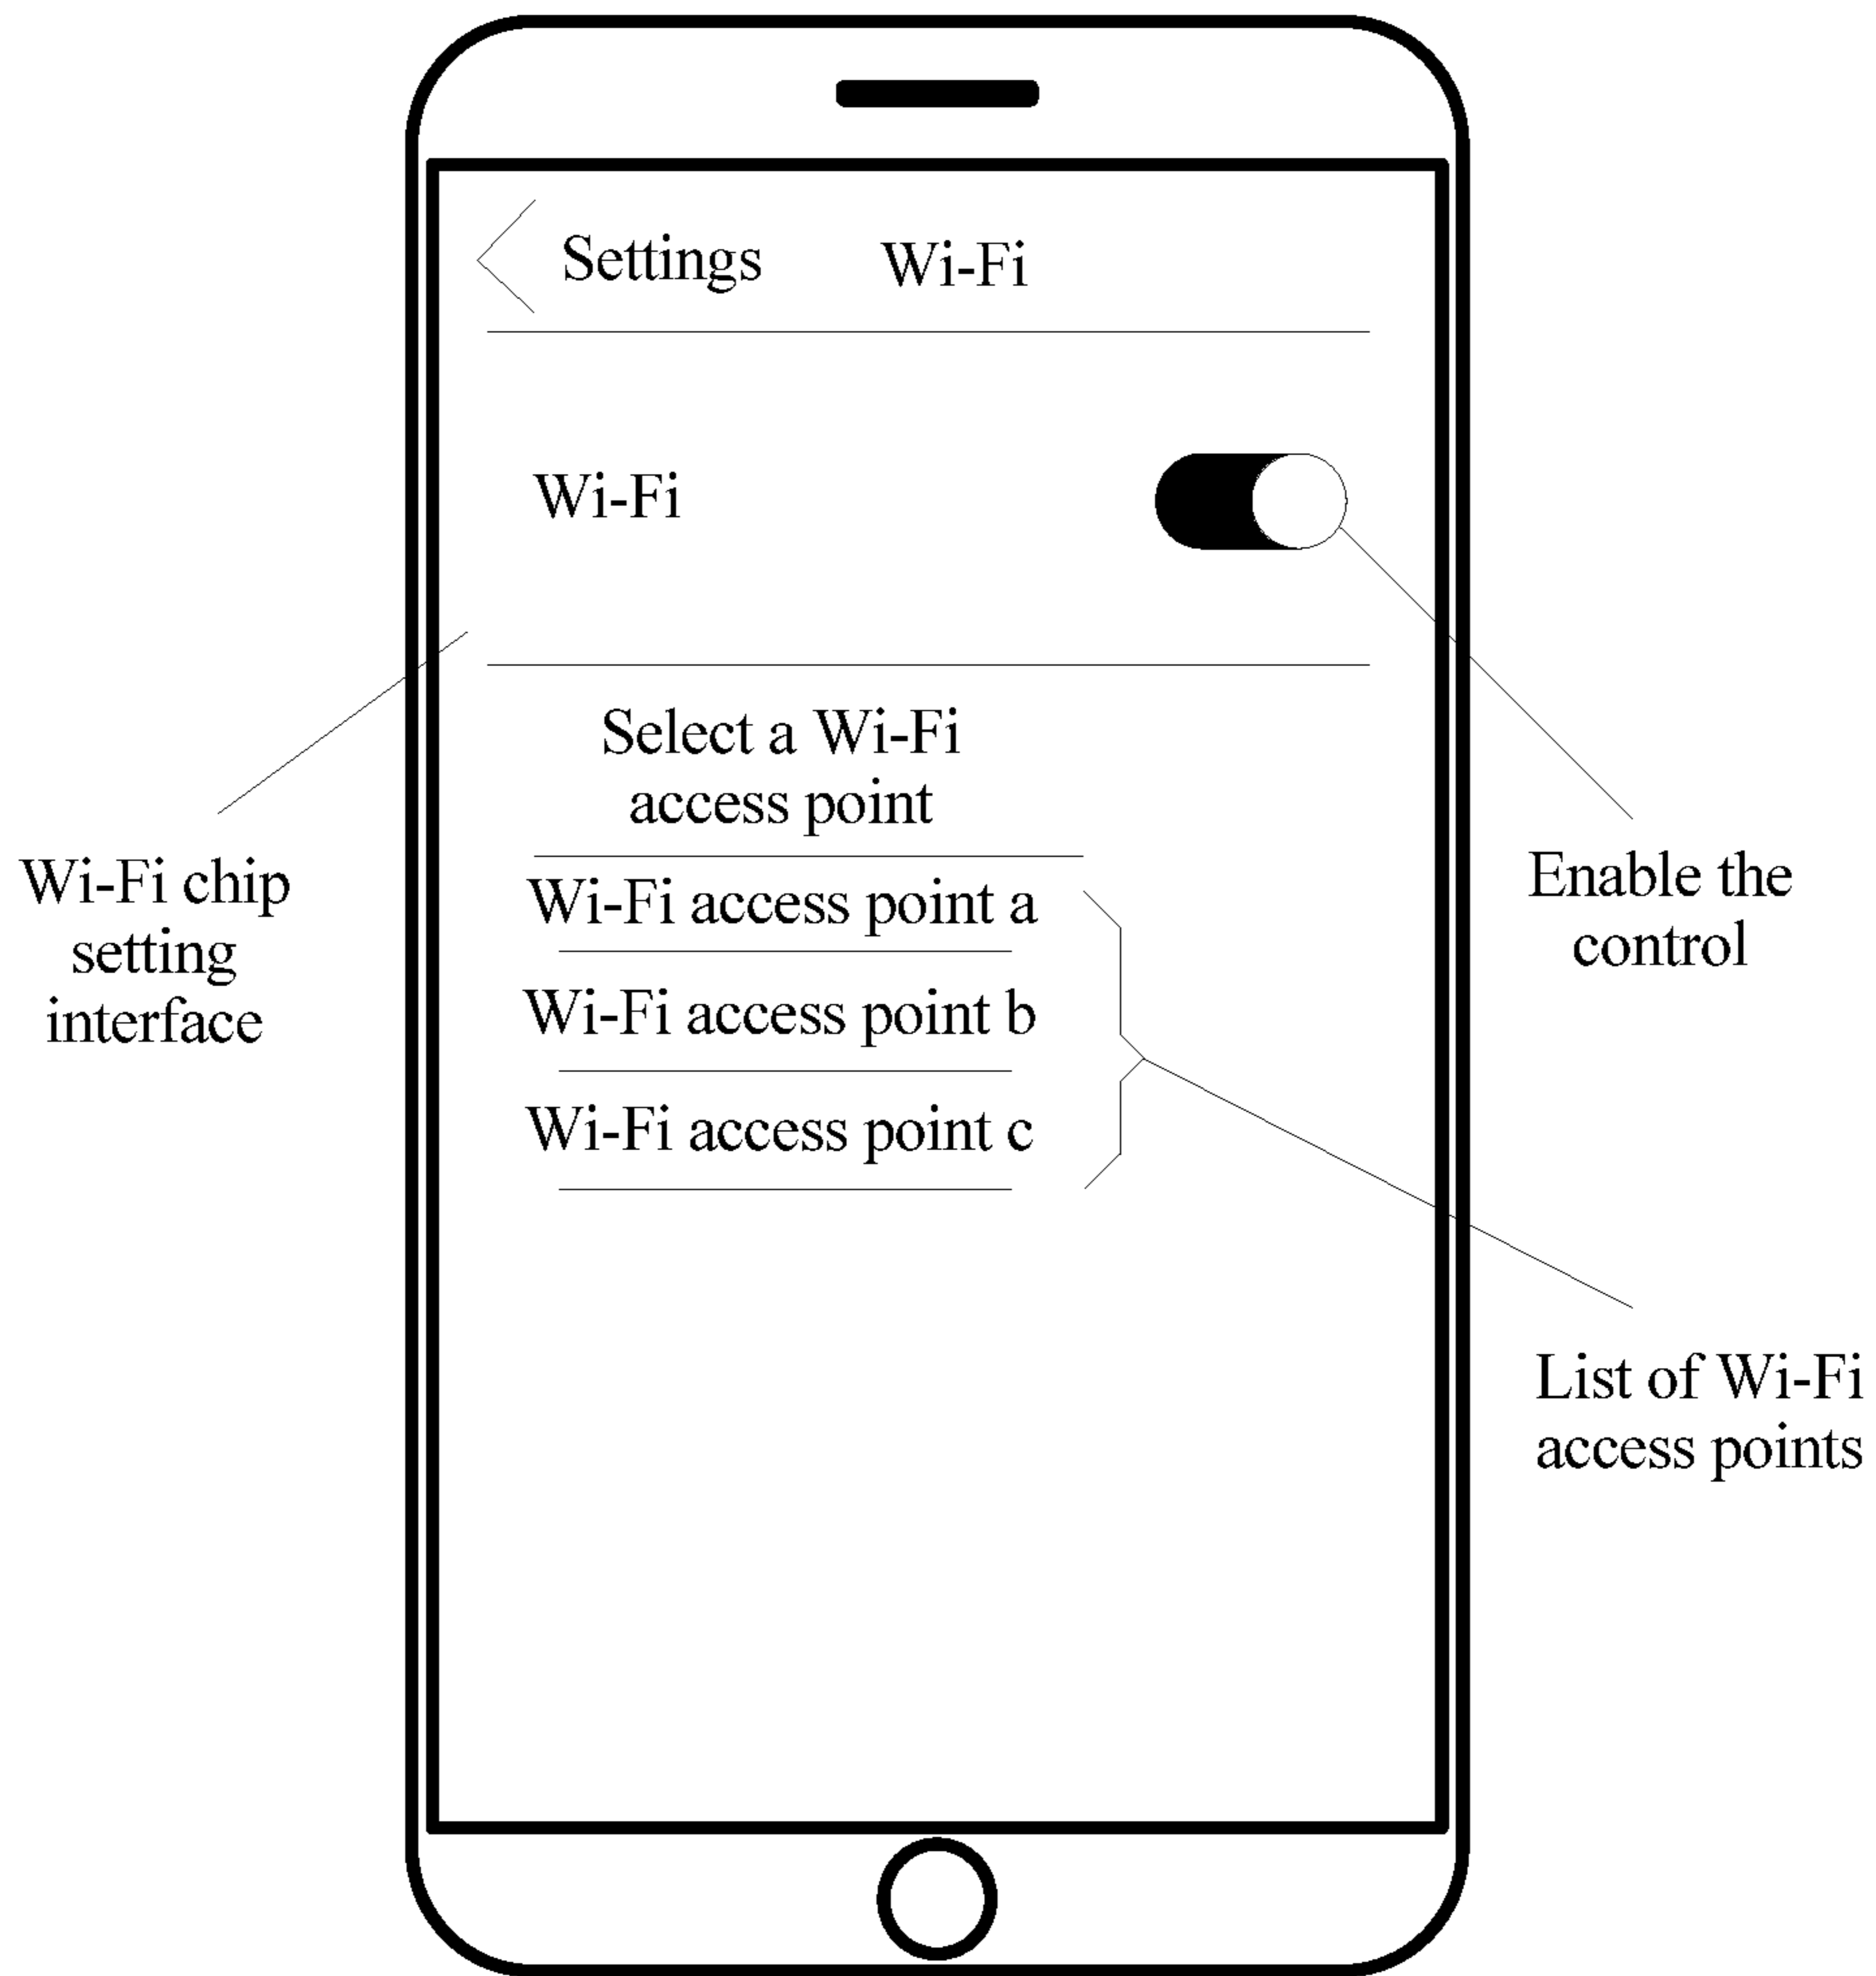 Settings Wi-Fi
Wi-Fi
Select a Wi-Fi
access point
Wi-Fi access point a
Wi-Fi access point b
Wi-Fi access point c
Wi-Fi chip
setting
interface
Enable the
control
List of Wi-Fi
access points